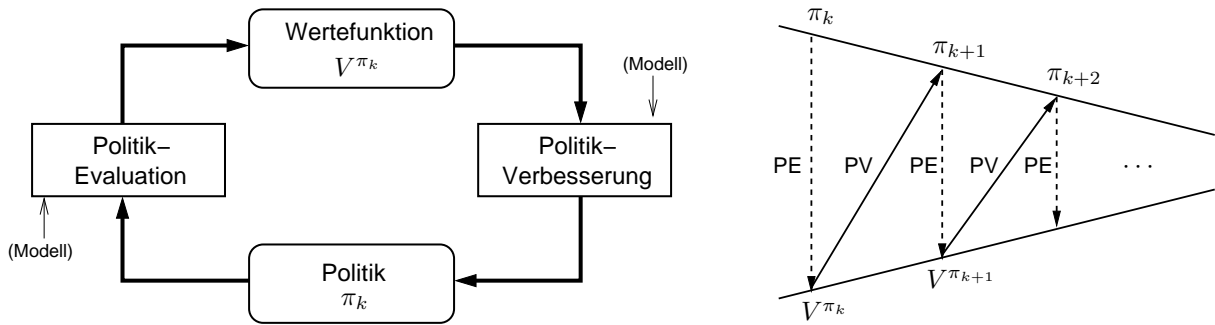 Wertefunktion
V^{π_k}
(Modell)
Politik–
Evaluation
(Modell)
Politik–
Verbesserung
Politik
π_k
π_k
π_{k+1}
π_{k+2}
PE
PV
PE
PV
PE
...
V^{π_k}
V^{π_{k+1}}